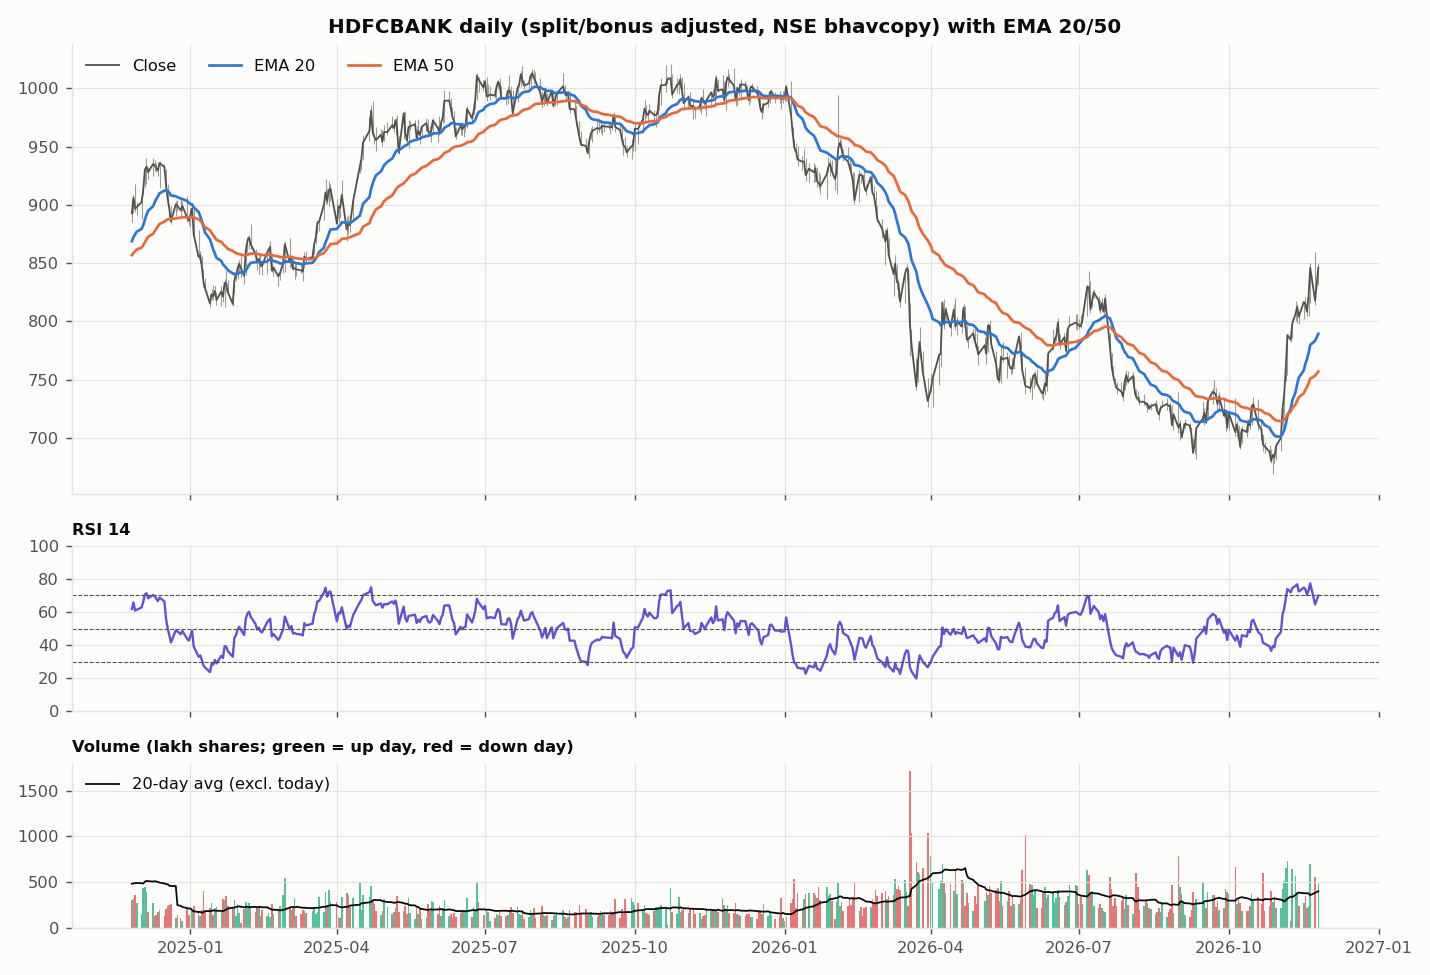 HDFCBANK daily (split/bonus adjusted, NSE bhavcopy) with EMA 20/50
Close EMA 20 EMA 50
1000
950
900
850
800
750
700
RSI 14
100
80
60
40
20
0
Volume (lakh shares; green = up day, red = down day)
20-day avg (excl. today)
1500
1000
500
0
2025-01 2025-04 2025-07 2025-10 2026-01 2026-04 2026-07 2026-10 2027-01